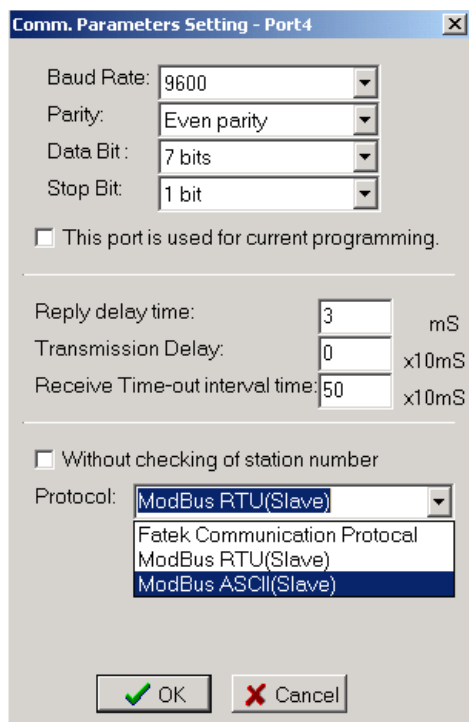 Comm. Parameters Setting - Port4
Baud Rate: 9600
Parity: Even parity
Data Bit : 7 bits
Stop Bit: 1 bit
This port is used for current programming.
Reply delay time: 3 mS
Transmission Delay: 0 x10mS
Receive Time-out interval time: 50 x10mS
Without checking of station number
Protocol: ModBus RTU(Slave)
Fatek Communication Protocal
ModBus RTU(Slave)
ModBus ASCII(Slave)
OK Cancel